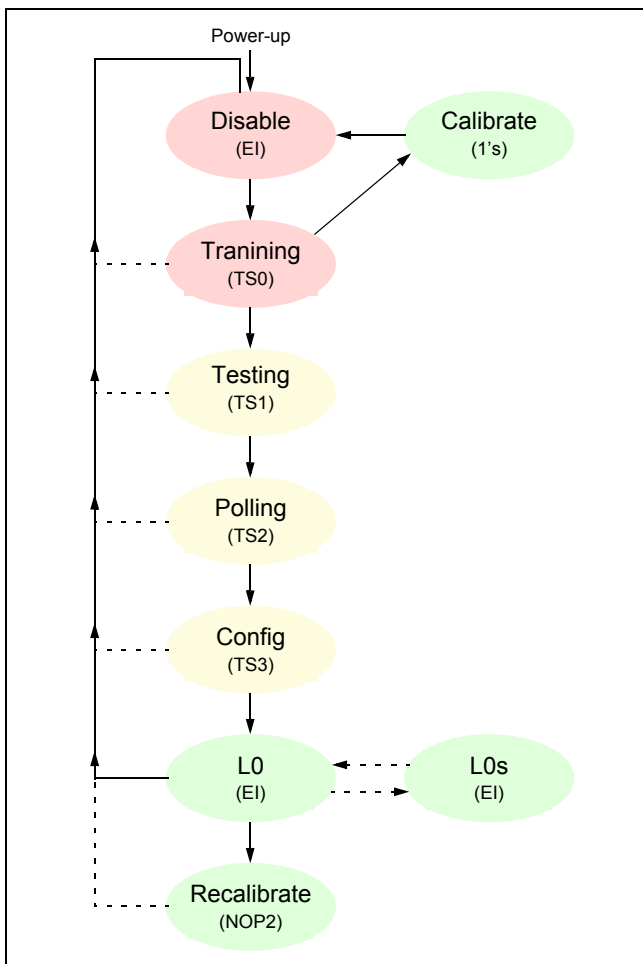 Power-up
Disable
(EI)
Calibrate
(1's)
Tranining
(TS0)
Testing
(TS1)
Polling
(TS2)
Config
(TS3)
L0
(EI)
L0s
(EI)
Recalibrate
(NOP2)